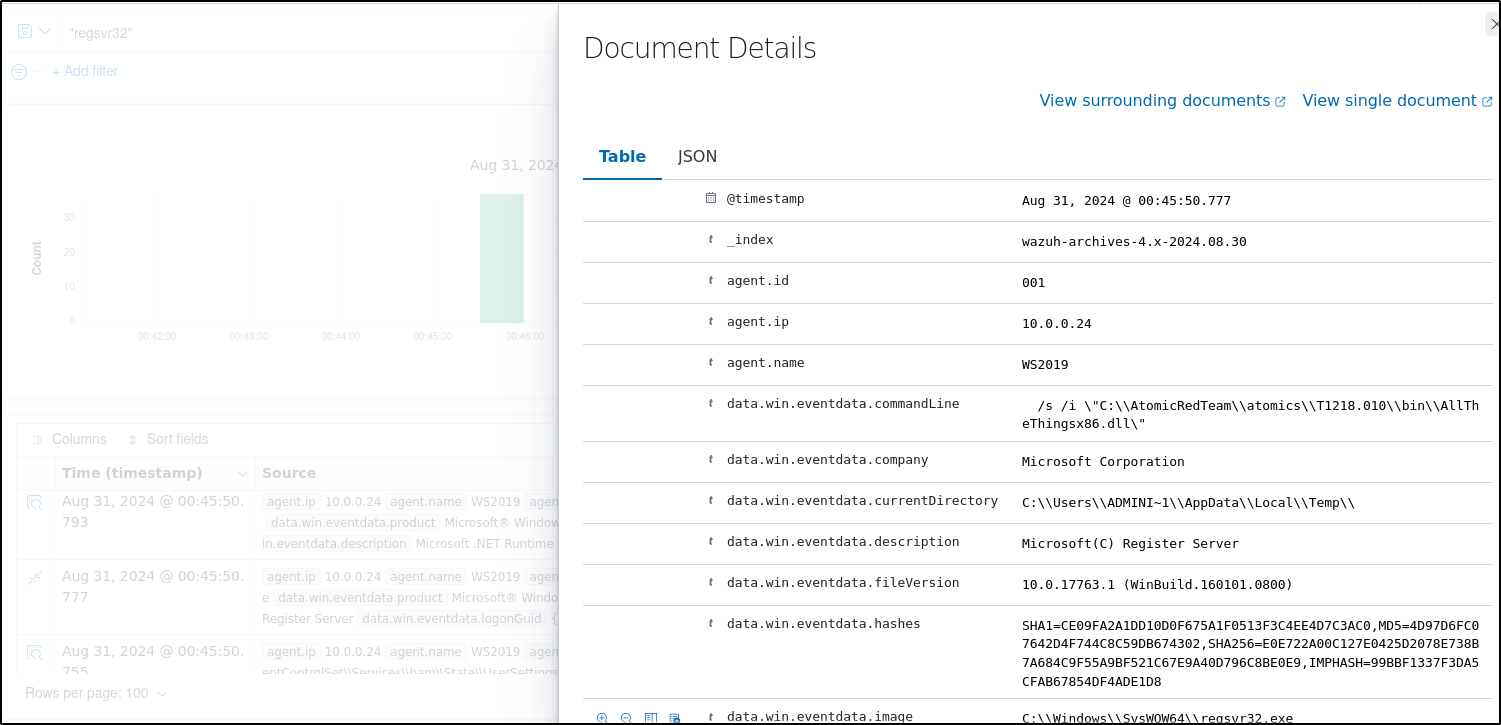 "regsvr32"
+ Add filter
Aug 31, 2024
Count
30
20
10
0
00:42:00 00:43:00 00:44:00 00:45:00 00:46:00
Columns Sort fields
Time (timestamp) Source
Aug 31, 2024 @ 00:45:50.
793
agent.ip 10.0.0.24 agent.name WS2019 agen
data.win.eventdata.product Microsoft® Window
in.eventdata.description Microsoft .NET Runtime
Aug 31, 2024 @ 00:45:50.
777
agent.ip 10.0.0.24 agent.name WS2019 agen
e data.win.eventdata.product Microsoft® Windo
Register Server data.win.eventdata.logonGuid {
Aug 31, 2024 @ 00:45:50.
755
agent.ip 10.0.0.24 agent.name WS2019 agen
entControlSet\\Services\\bam\\State\\UserSettings
Rows per page: 100
Document Details
View surrounding documents View single document
Table JSON
@timestamp Aug 31, 2024 @ 00:45:50.777
t _index wazuh-archives-4.x-2024.08.30
t agent.id 001
t agent.ip 10.0.0.24
t agent.name WS2019
t data.win.eventdata.commandLine /s /i \"C:\\AtomicRedTeam\\atomics\\T1218.010\\bin\\AllTh
eThingsx86.dll\"
t data.win.eventdata.company Microsoft Corporation
t data.win.eventdata.currentDirectory C:\\Users\\ADMINI~1\\AppData\\Local\\Temp\\
t data.win.eventdata.description Microsoft(C) Register Server
t data.win.eventdata.fileVersion 10.0.17763.1 (WinBuild.160101.0800)
t data.win.eventdata.hashes SHA1=CE09FA2A1DD10D0F675A1F0513F3C4EE4D7C3AC0,MD5=4D97D6FC0
7642D4F744C8C59DB674302,SHA256=E0E722A00C127E0425D2078E738B
7A684C9F55A9BF521C67E9A40D796C8BE0E9,IMPHASH=99BBF1337F3DA5
CFAB67854DF4ADE1D8
t data.win.eventdata.image C:\\Windows\\SysWOW64\\regsvr32.exe